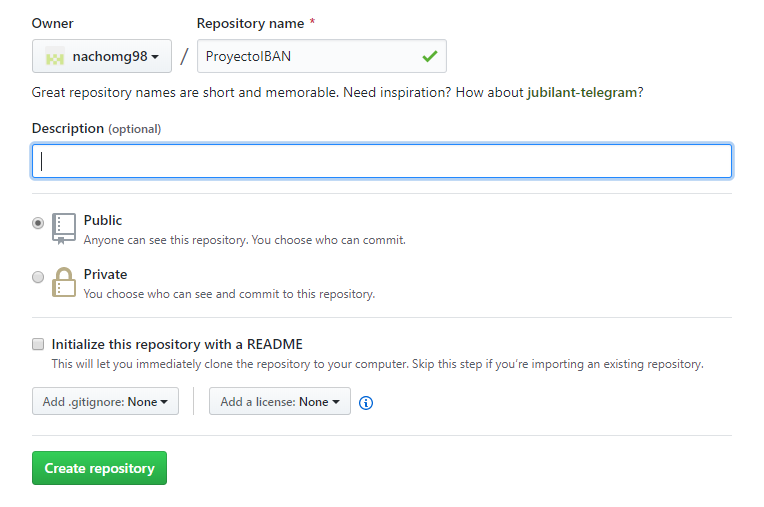 Owner Repository name *
nachomg98 / ProyectoIBAN
Great repository names are short and memorable. Need inspiration? How about jubilant-telegram?
Description (optional)
Public
Anyone can see this repository. You choose who can commit.
Private
You choose who can see and commit to this repository.
Initialize this repository with a README
This will let you immediately clone the repository to your computer. Skip this step if you’re importing an existing repository.
Add .gitignore: None Add a license: None
Create repository